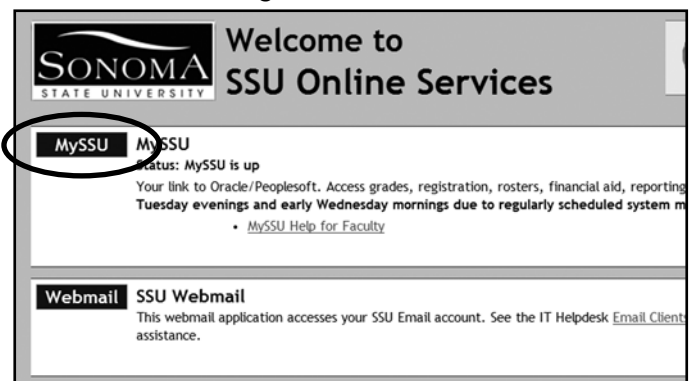 Welcome to
SONOMA
STATE UNIVERSITY
SSU Online Services
MySSU
MySSU
Status: MySSU is up
Your link to Oracle/Peoplesoft. Access grades, registration, rosters, financial aid, reporting
Tuesday evenings and early Wednesday mornings due to regularly scheduled system m
• MySSU Help for Faculty
Webmail
SSU Webmail
This webmail application accesses your SSU Email account. See the IT Helpdesk Email Clients
assistance.